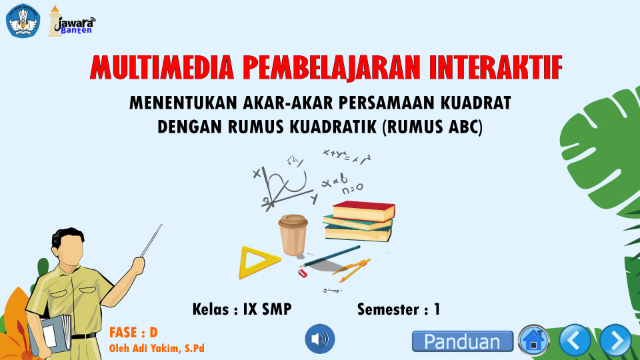 Jawara
Banten
MULTIMEDIA PEMBELAJARAN INTERAKTIF
MENENTUKAN AKAR-AKAR PERSAMAAN KUADRAT
DENGAN RUMUS KUADRATIK (RUMUS ABC)
X
Y
n=0
Kelas : IX SMP
Semester : 1
FASE : D
Oleh Adi Yakim, S.Pd
Panduan